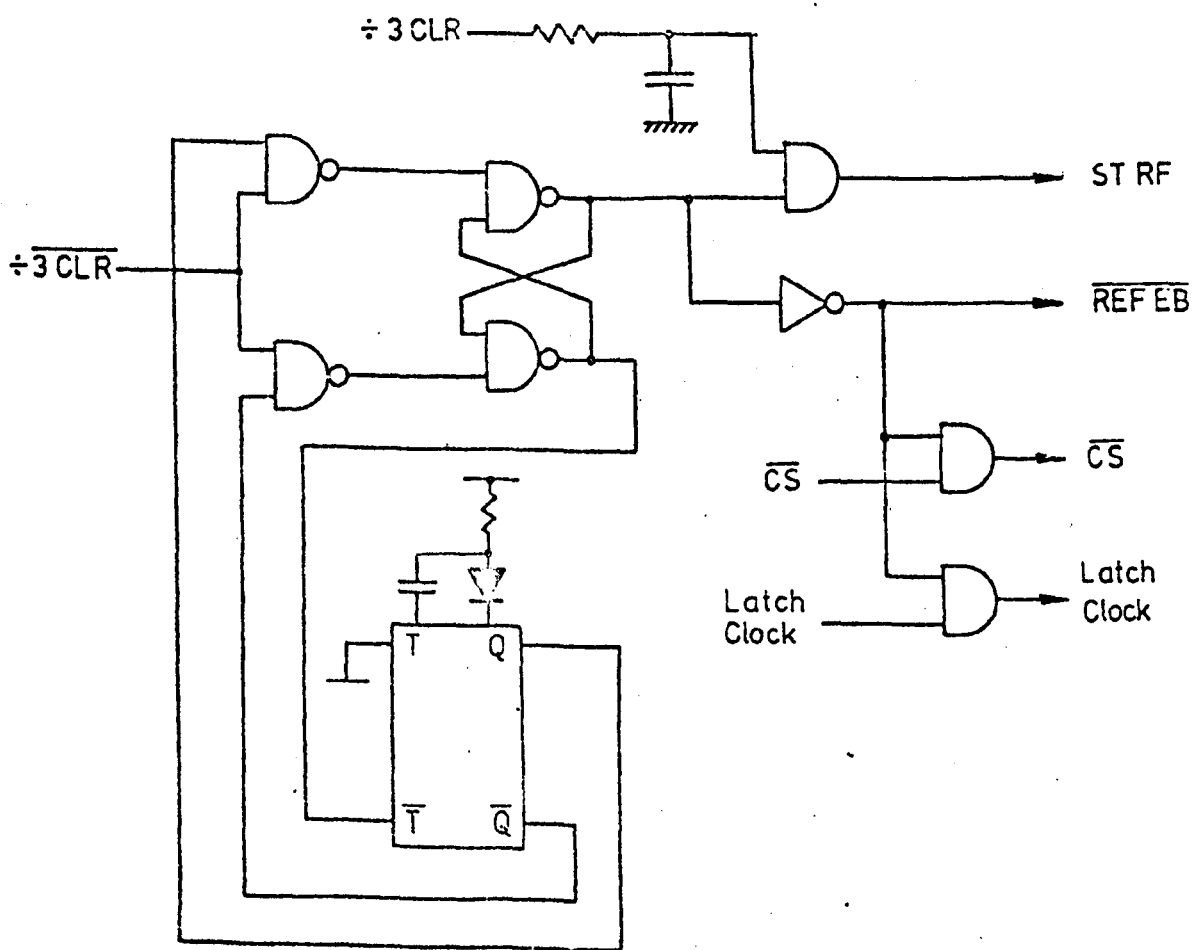 ÷ 3 CLR
ST RF
÷ 3 CLR
REF EB
CS
CS
Latch
Clock
Latch
Clock
T Q
T Q